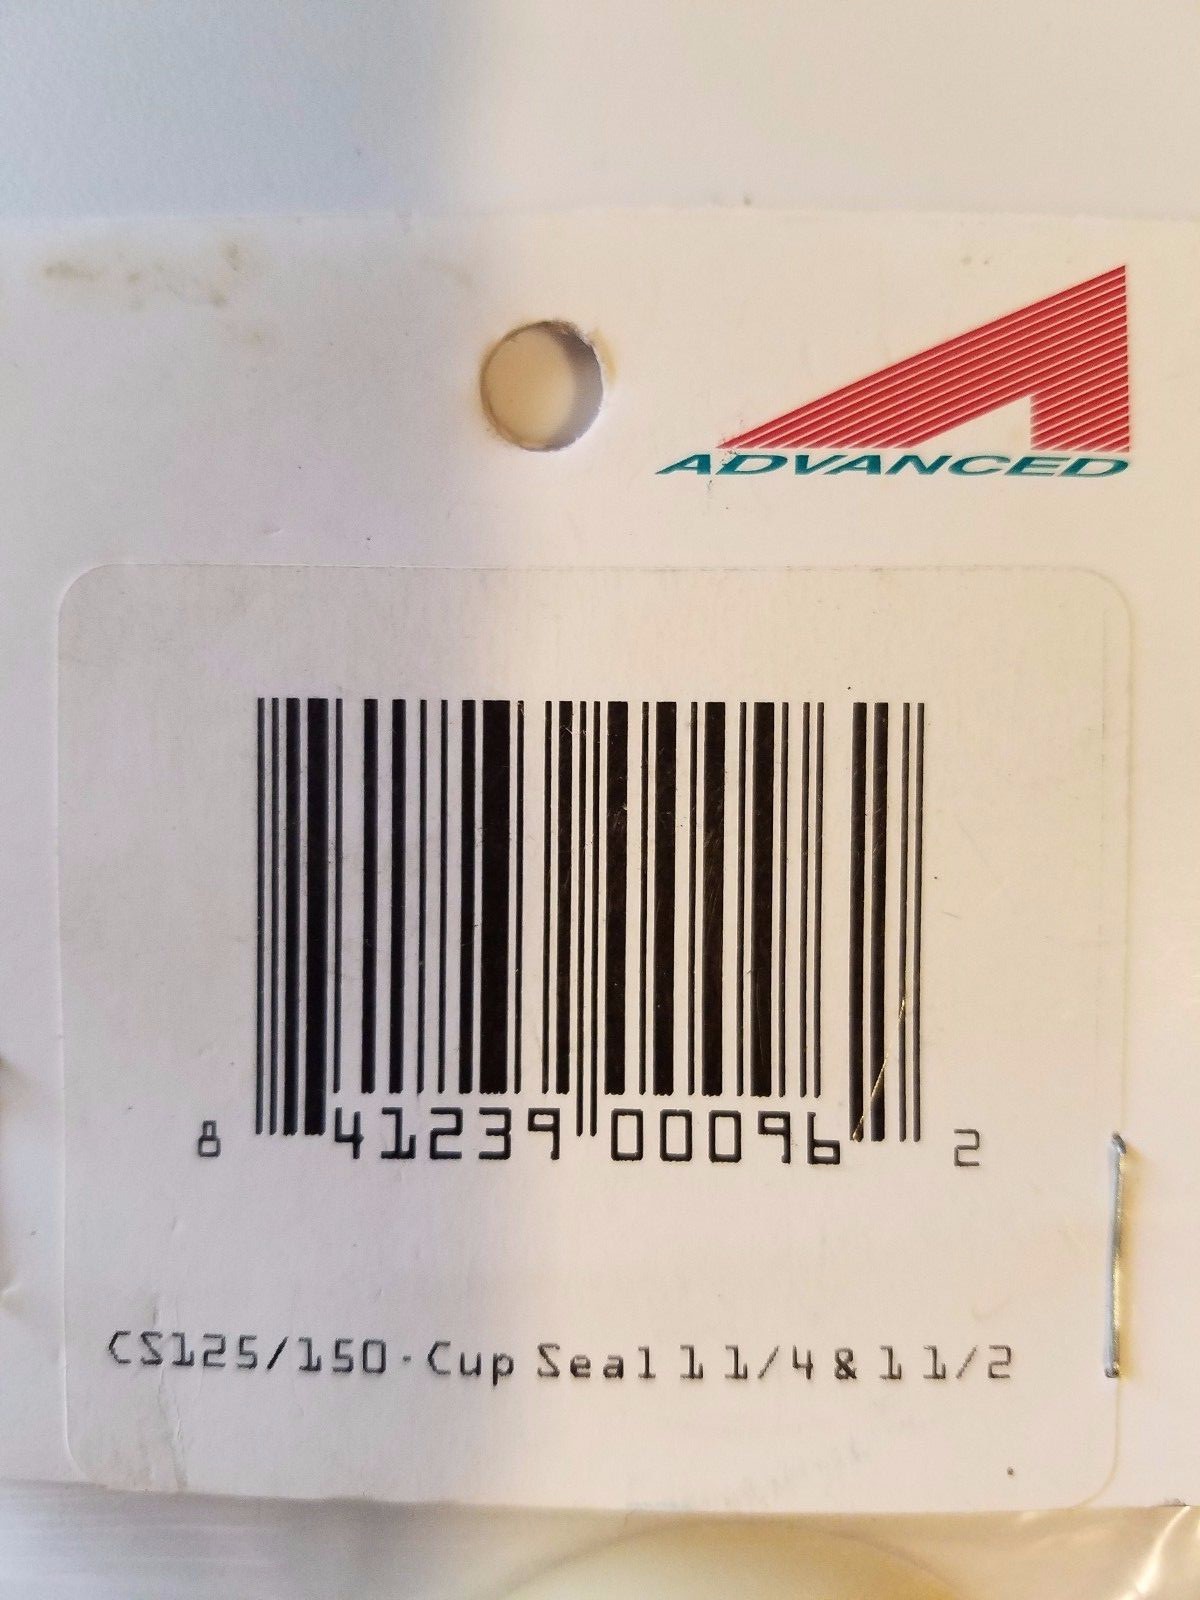 ADVANCED
8 41239 00096 2
CS125/150-Cup Seal 1 1/4 & 1 1/2